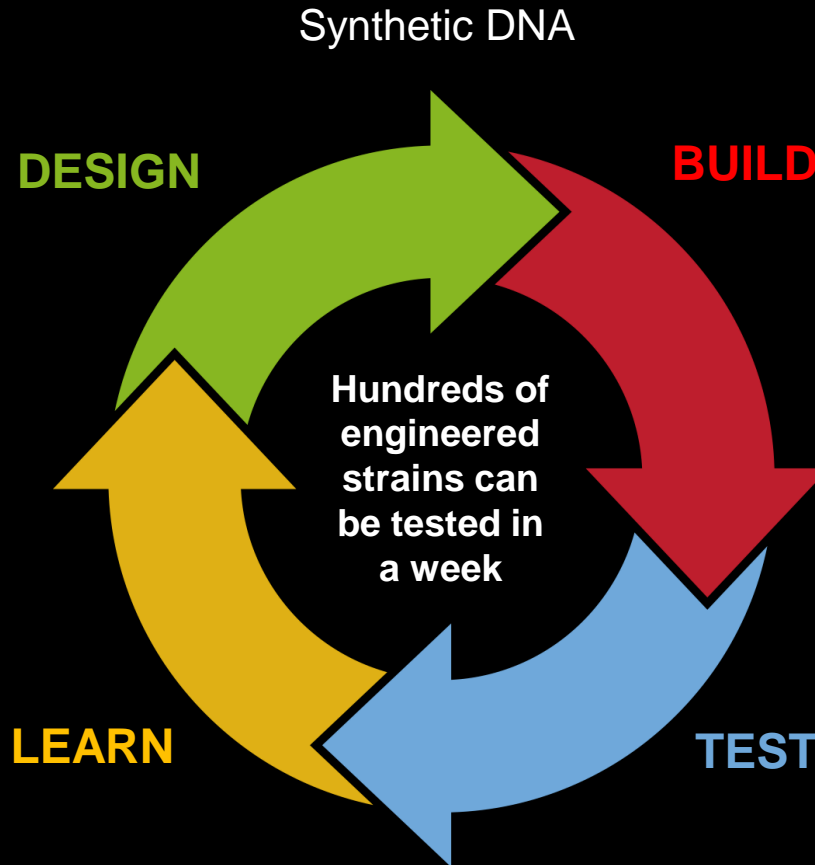 Synthetic DNA
DESIGN
BUILD
Hundreds of
engineered
strains can
be tested in
a week
LEARN
TEST